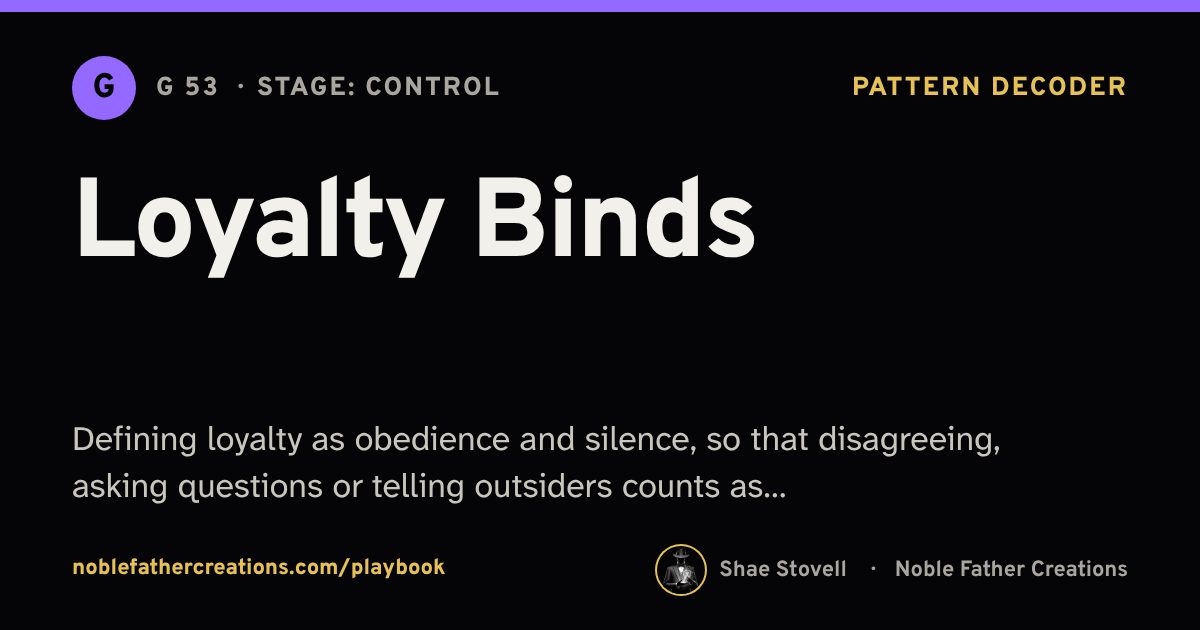 G
G 53 · STAGE: CONTROL
PATTERN DECODER
Loyalty Binds
Defining loyalty as obedience and silence, so that disagreeing,
asking questions or telling outsiders counts as...
noblefathercreations.com/playbook
Shae Stovell · Noble Father Creations